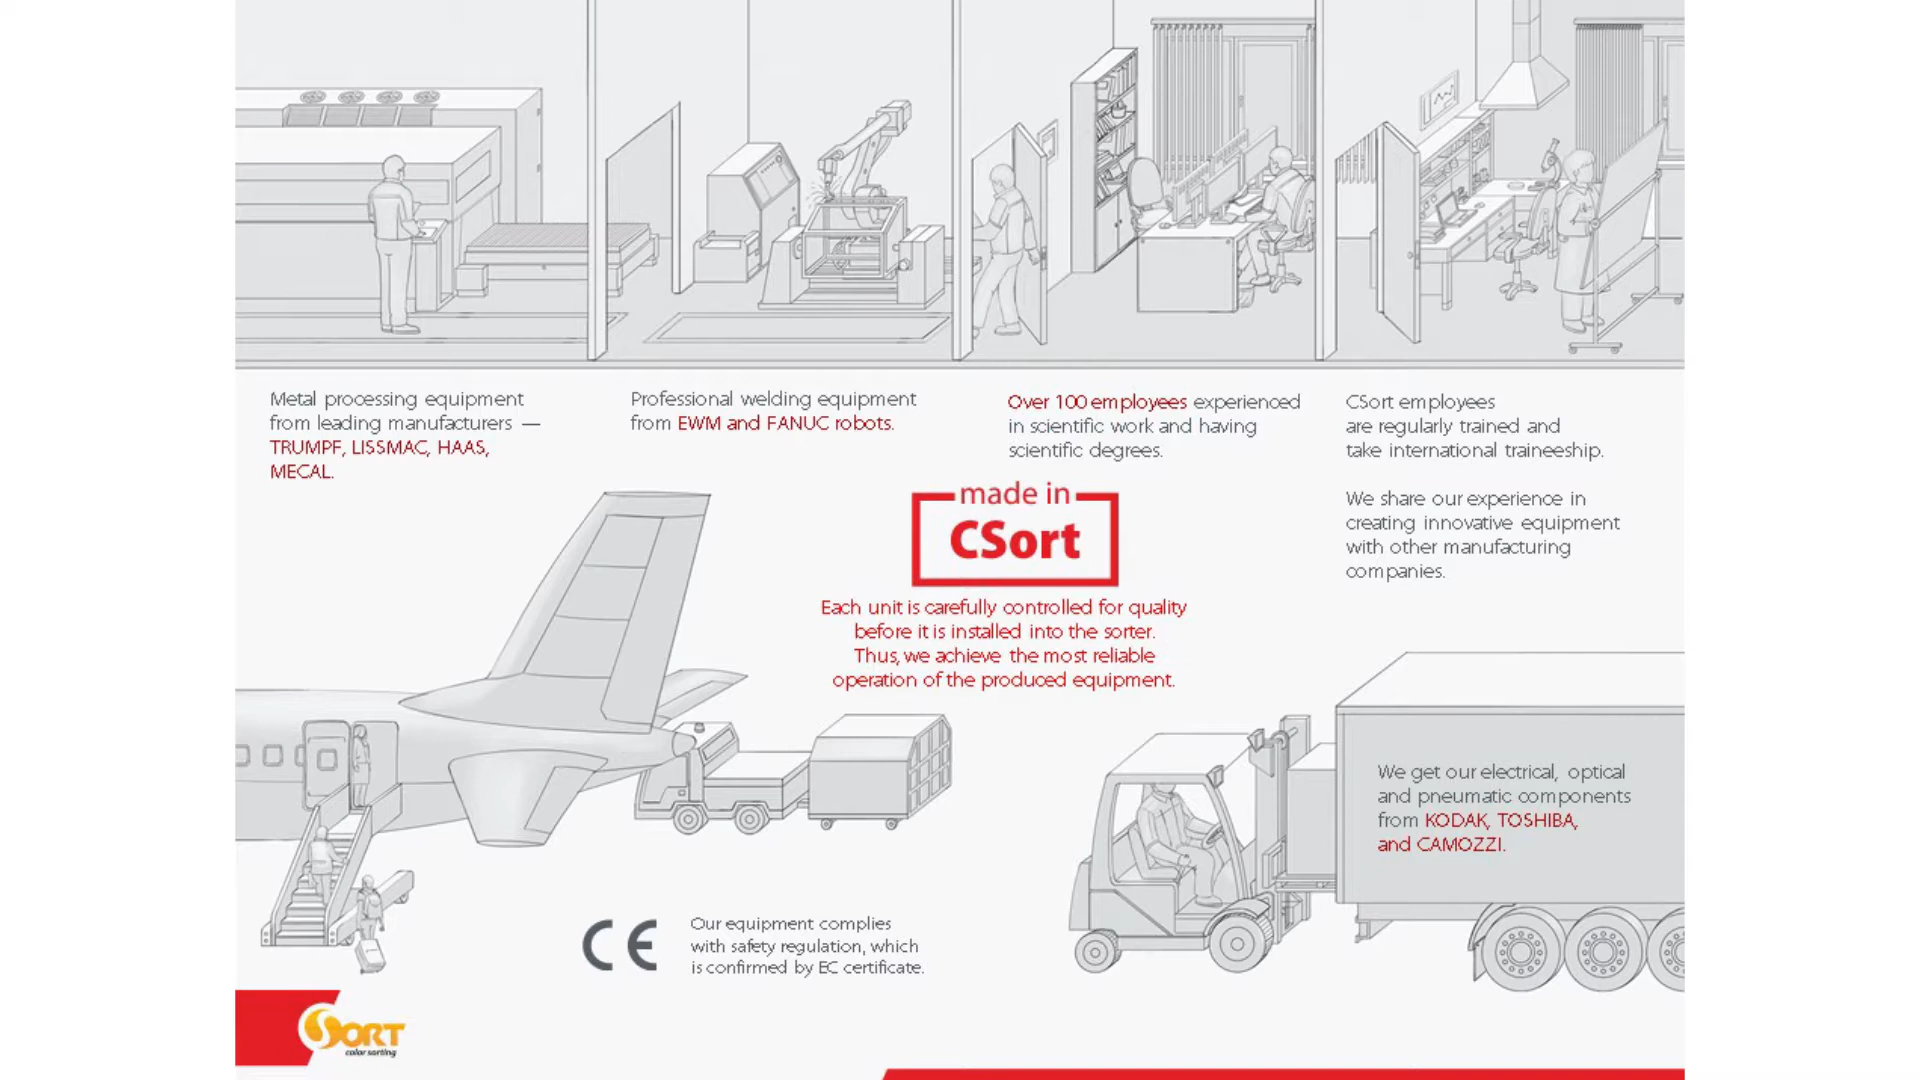 Metal processing equipment
from leading manufacturers —
TRUMPF, LISSMAC, HAAS,
MECAL.
Professional welding equipment
from EWM and FANUC robots.
Over 100 employees experienced
in scientific work and having
scientific degrees.
CSort employees
are regularly trained and
take international traineeship.
We share our experience in
creating innovative equipment
with other manufacturing
companies.
made in
CSort
Each unit is carefully controlled for quality
before it is installed into the sorter.
Thus, we achieve the most reliable
operation of the produced equipment.
We get our electrical, optical
and pneumatic components
from KODAK, TOSHIBA,
and CAMOZZI.
CE
Our equipment complies
with safety regulation, which
is confirmed by EC certificate.
SORT
color sorting